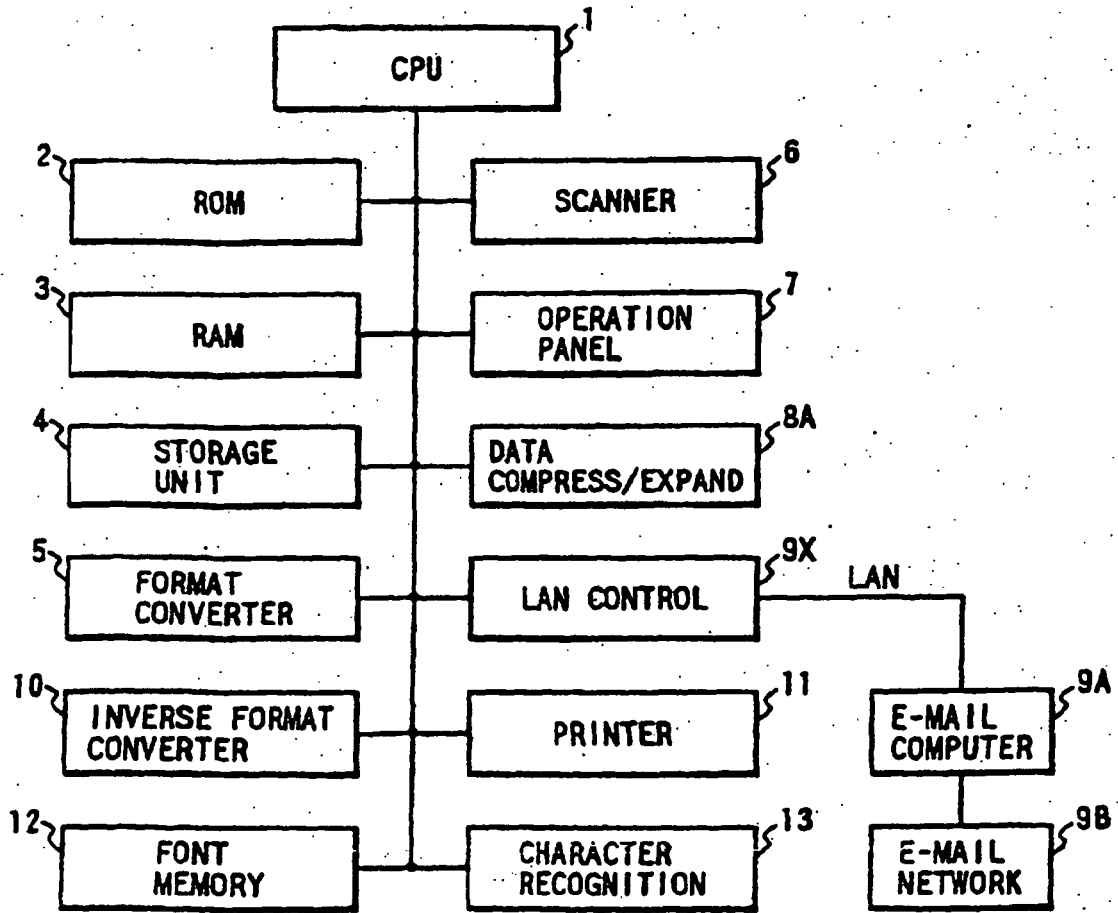 1
CPU
2
ROM
6
SCANNER
3
RAM
7
OPERATION
PANEL
4
STORAGE
UNIT
8A
DATA
COMPRESS/EXPAND
5
FORMAT
CONVERTER
9X
LAN CONTROL
LAN
10
INVERSE FORMAT
CONVERTER
11
PRINTER
9A
E-MAIL
COMPUTER
12
FONT
MEMORY
13
CHARACTER
RECOGNITION
9B
E-MAIL
NETWORK